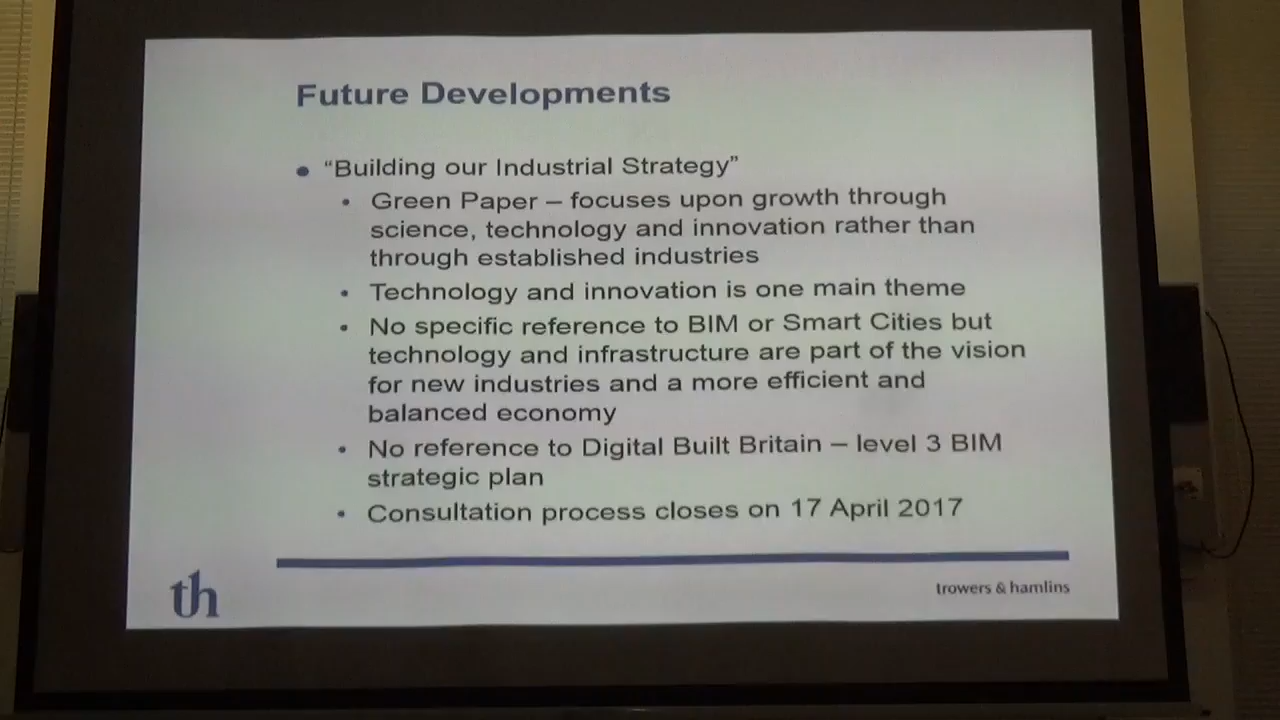 Future Developments
• “Building our Industrial Strategy”
• Green Paper – focuses upon growth through
science, technology and innovation rather than
through established industries
• Technology and innovation is one main theme
• No specific reference to BIM or Smart Cities but
technology and infrastructure are part of the vision
for new industries and a more efficient and
balanced economy
• No reference to Digital Built Britain – level 3 BIM
strategic plan
• Consultation process closes on 17 April 2017
th
trowers & hamlins